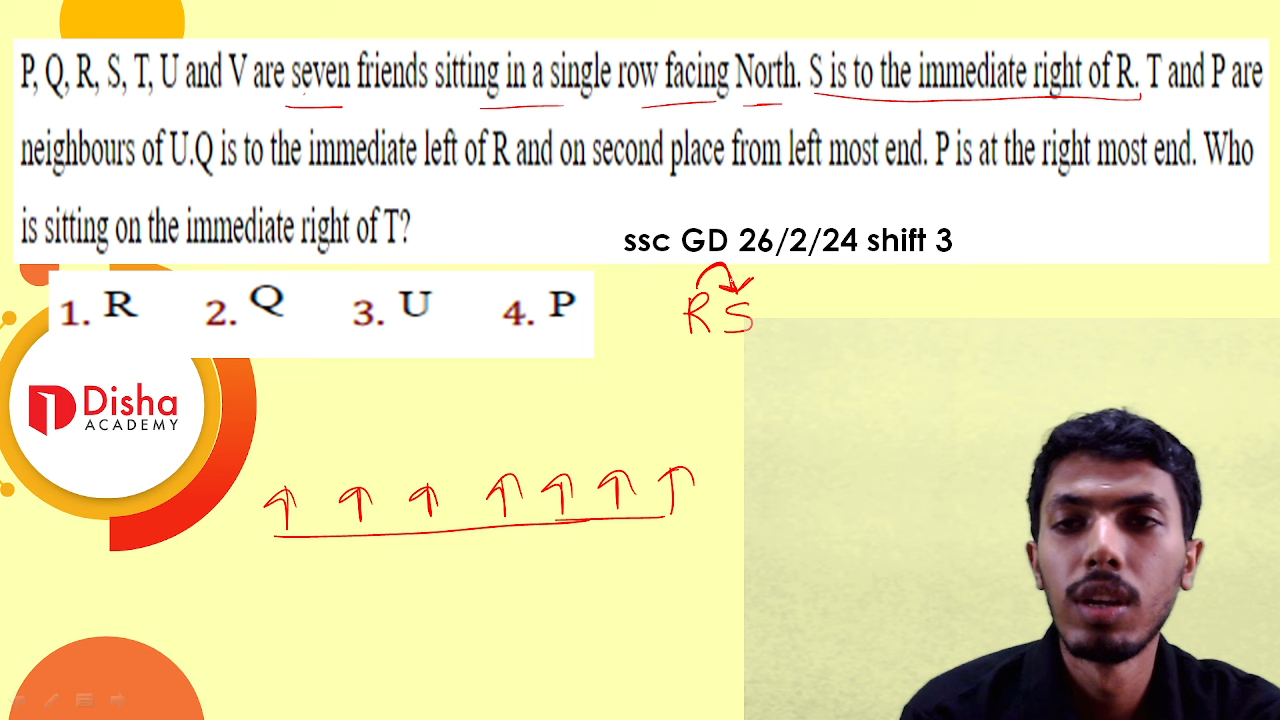 P, Q, R, S, T, U and V are seven friends sitting in a single row facing North. S is to the immediate right of R. T and P are
neighbours of U.Q is to the immediate left of R and on second place from left most end. P is at the right most end. Who
is sitting on the immediate right of T?
ssc GD 26/2/24 shift 3
1. R 2. Q 3. U 4. P
R S
Disha
ACADEMY